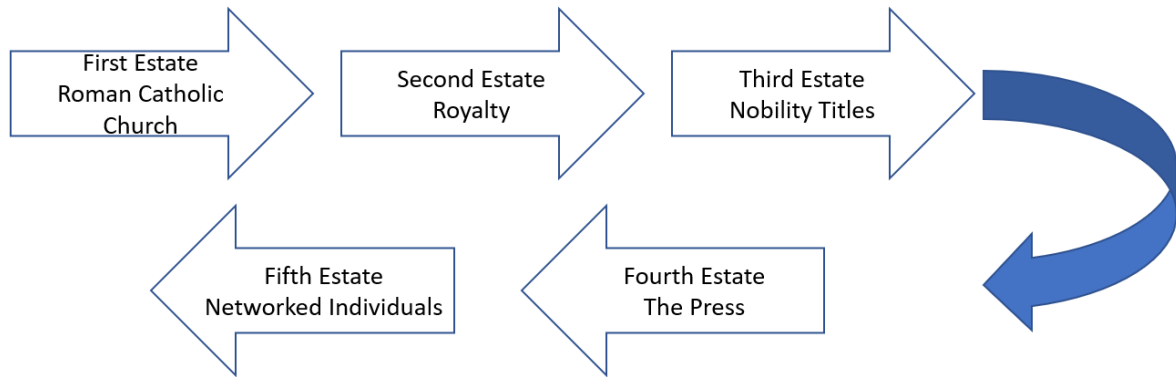 First Estate
Roman Catholic
Church
Second Estate
Royalty
Third Estate
Nobility Titles
Fourth Estate
The Press
Fifth Estate
Networked Individuals